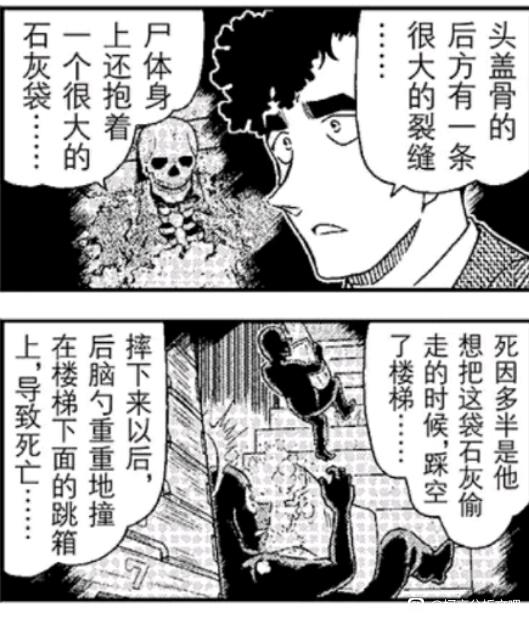 头盖骨的
后方有一条
很大的裂缝
……
尸体身
上还抱着
一个很大的
石灰袋……
死因多半是他
想把这袋石灰偷
走的时候，踩空
了楼梯……
摔下来以后，
后脑勺重重地撞
在楼梯下面的跳箱
上，导致死亡……
7